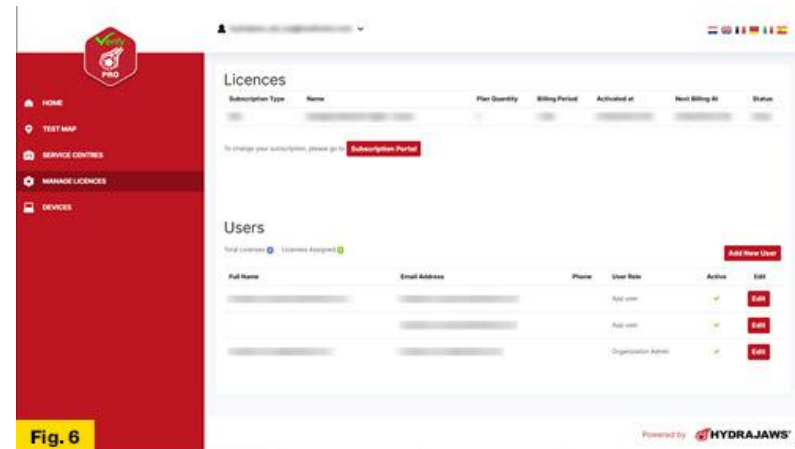 Verify
PRO
HOME
TEST MAP
SERVICE CENTRES
MANAGE LICENCES
DEVICES
Licences
Subscription Type Name Plan Quantity Billing Period Activated at Next Billing At Status
To change your subscription, please go to Subscription Portal
Users
Total Licenses Licenses Assigned
Add New User
Full Name Email Address Phone User Role Active Edit
App user Edit
App user Edit
Organization Admin Edit
Fig. 6
Powered by HYDRAJAWS